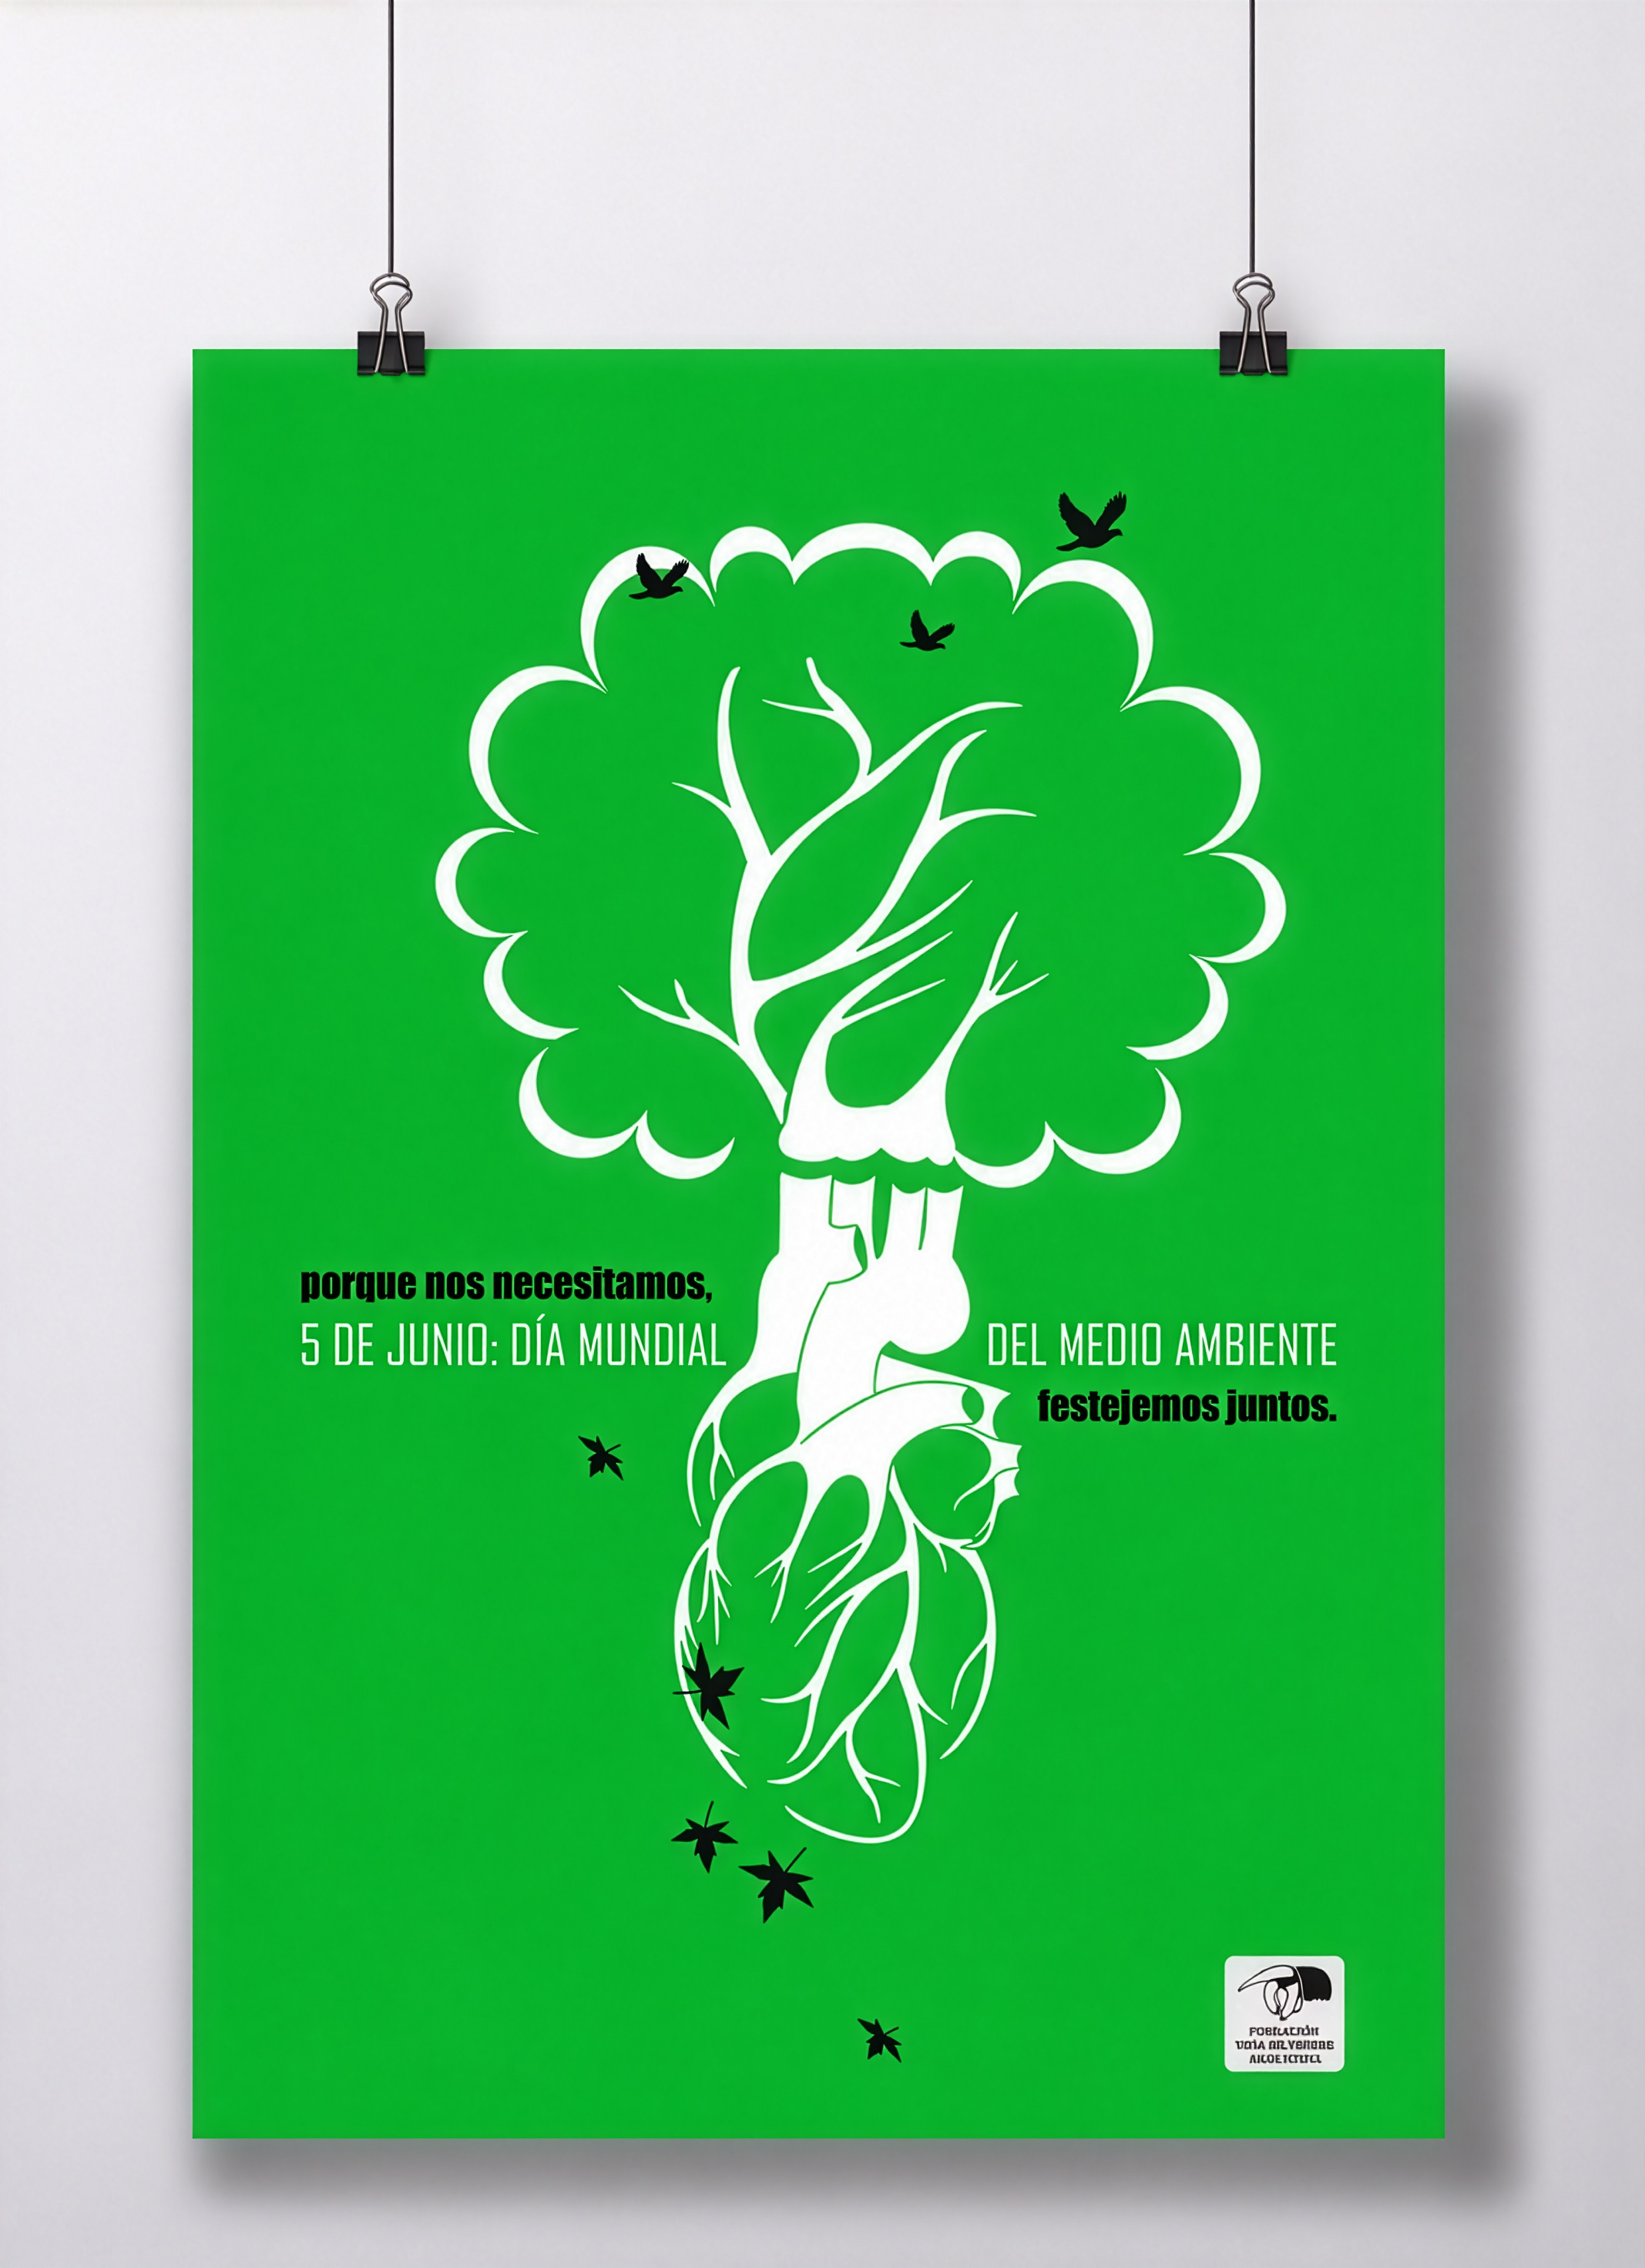 porque nos necesitamos,
5 DE JUNIO: DÍA MUNDIAL DEL MEDIO AMBIENTE
festejemos juntos.